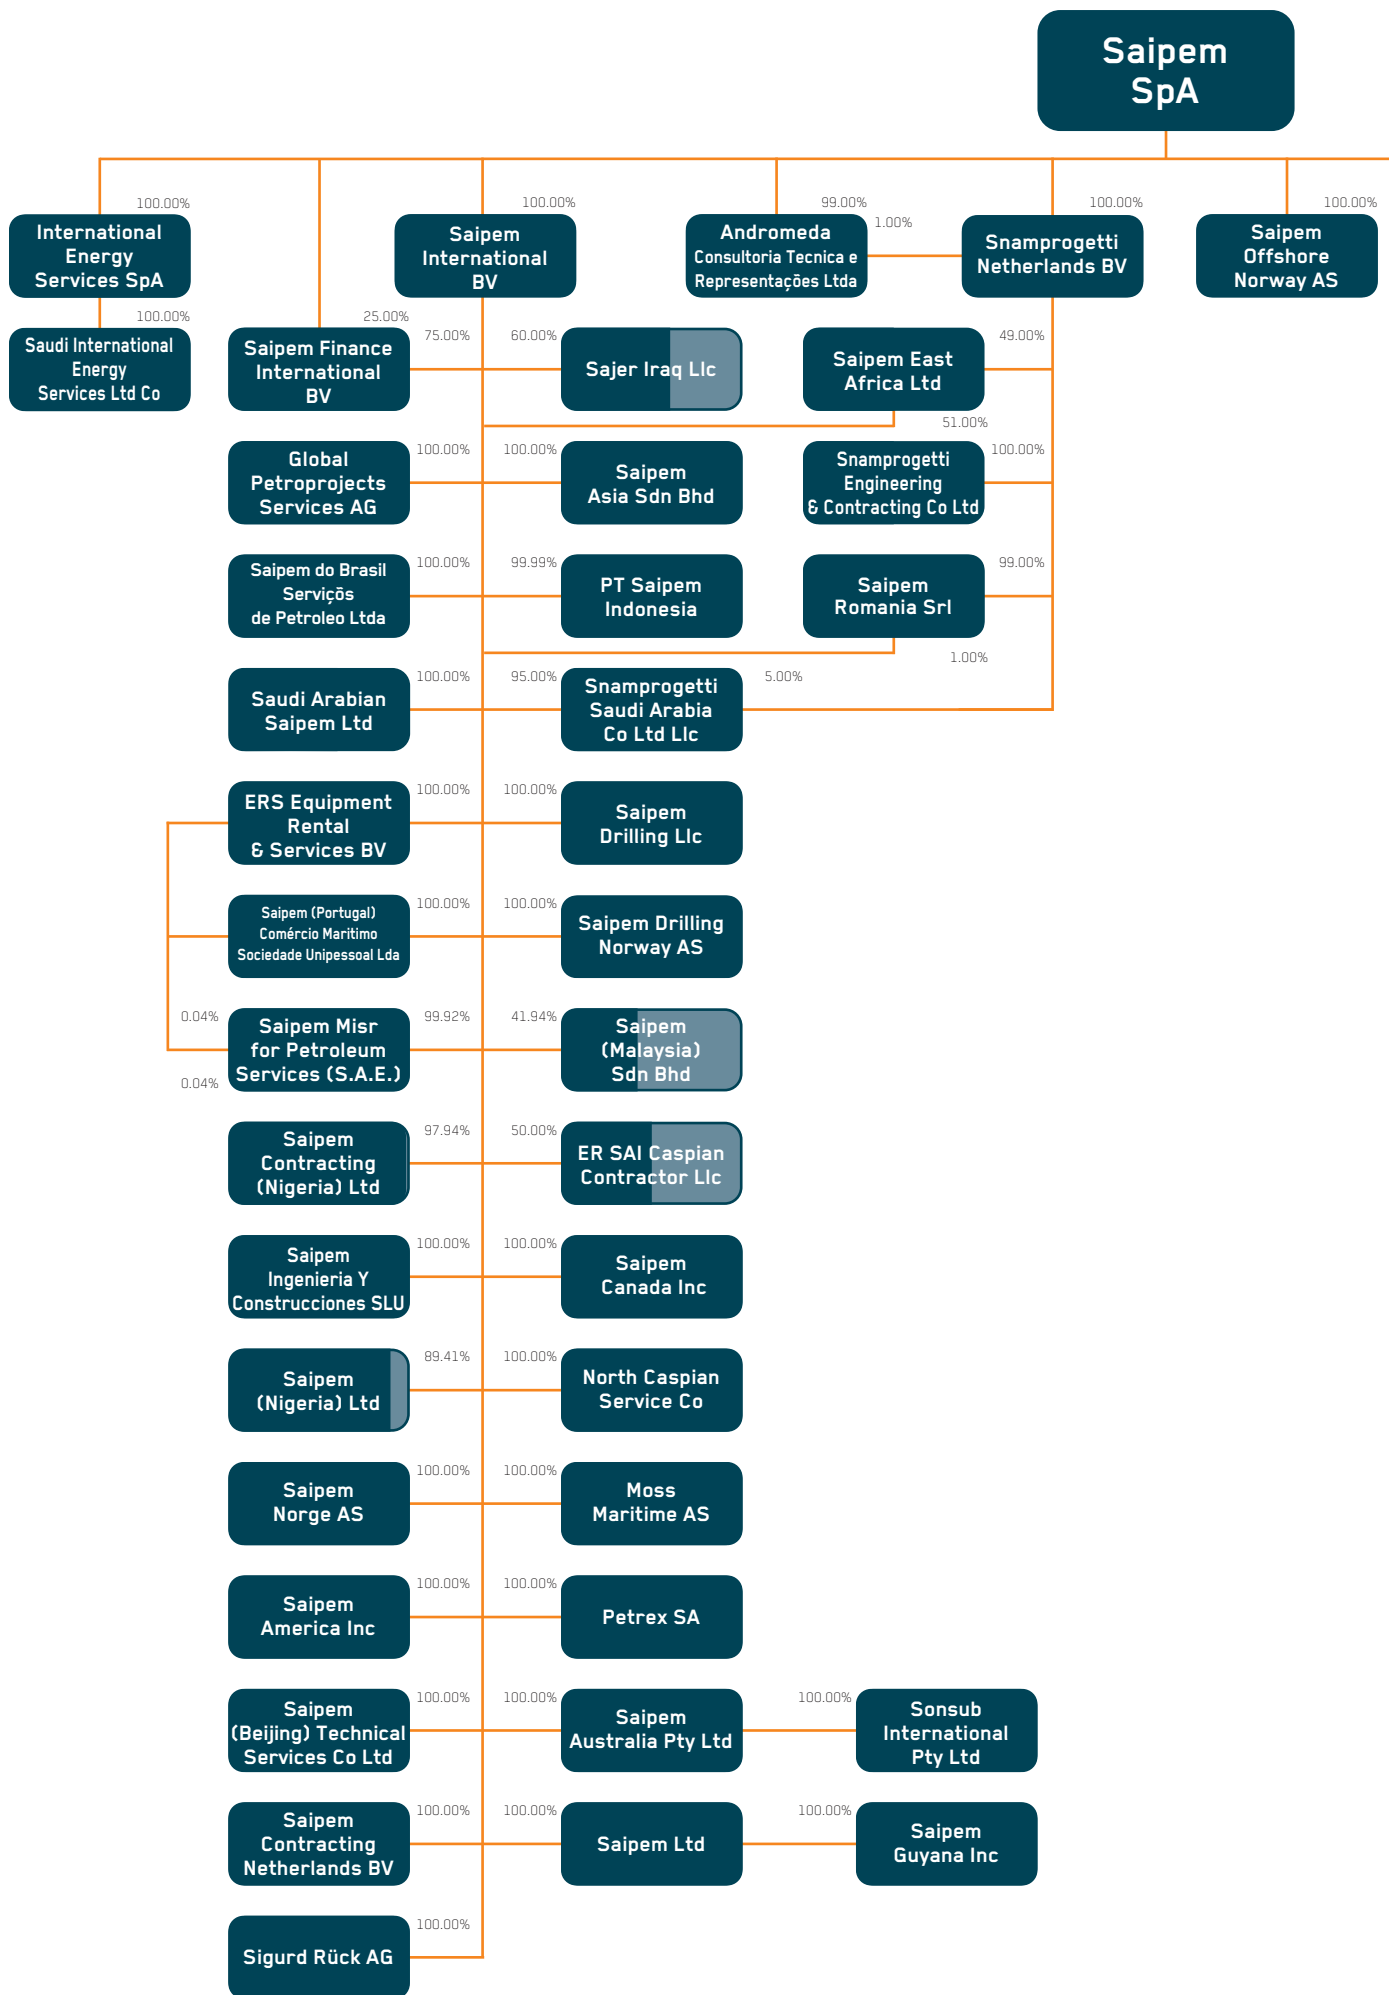 Saipem
SpA
100.00%
International
Energy
Services SpA
100.00%
Saudi International
Energy
Services Ltd Co
100.00%
Saipem
International
BV
99.00%
Andromeda
Consultoria Tecnica e
Representações Ltda
1.00%
100.00%
Snamprogetti
Netherlands BV
100.00%
Saipem
Offshore
Norway AS
25.00%
Saipem Finance
International
BV
75.00%
60.00%
Sajer Iraq Llc
Saipem East
Africa Ltd
49.00%
51.00%
Global
Petroprojects
Services AG
100.00%
100.00%
Saipem
Asia Sdn Bhd
Snamprogetti
Engineering
& Contracting Co Ltd
100.00%
Saipem do Brasil
Serviçõs
de Petroleo Ltda
100.00%
99.99%
PT Saipem
Indonesia
Saipem
Romania Srl
99.00%
1.00%
Saudi Arabian
Saipem Ltd
100.00%
95.00%
Snamprogetti
Saudi Arabia
Co Ltd Llc
5.00%
ERS Equipment
Rental
& Services BV
100.00%
100.00%
Saipem
Drilling Llc
Saipem (Portugal)
Comércio Maritimo
Sociedade Unipessoal Lda
100.00%
100.00%
Saipem Drilling
Norway AS
0.04%
0.04%
Saipem Misr
for Petroleum
Services (S.A.E.)
99.92%
41.94%
Saipem
(Malaysia)
Sdn Bhd
Saipem
Contracting
(Nigeria) Ltd
97.94%
50.00%
ER SAI Caspian
Contractor Llc
Saipem
Ingenieria Y
Construcciones SLU
100.00%
100.00%
Saipem
Canada Inc
Saipem
(Nigeria) Ltd
89.41%
100.00%
North Caspian
Service Co
Saipem
Norge AS
100.00%
100.00%
Moss
Maritime AS
Saipem
America Inc
100.00%
100.00%
Petrex SA
Saipem
(Beijing) Technical
Services Co Ltd
100.00%
100.00%
Saipem
Australia Pty Ltd
100.00%
Sonsub
International
Pty Ltd
Saipem
Contracting
Netherlands BV
100.00%
100.00%
Saipem Ltd
100.00%
Saipem
Guyana Inc
Sigurd Rück AG
100.00%